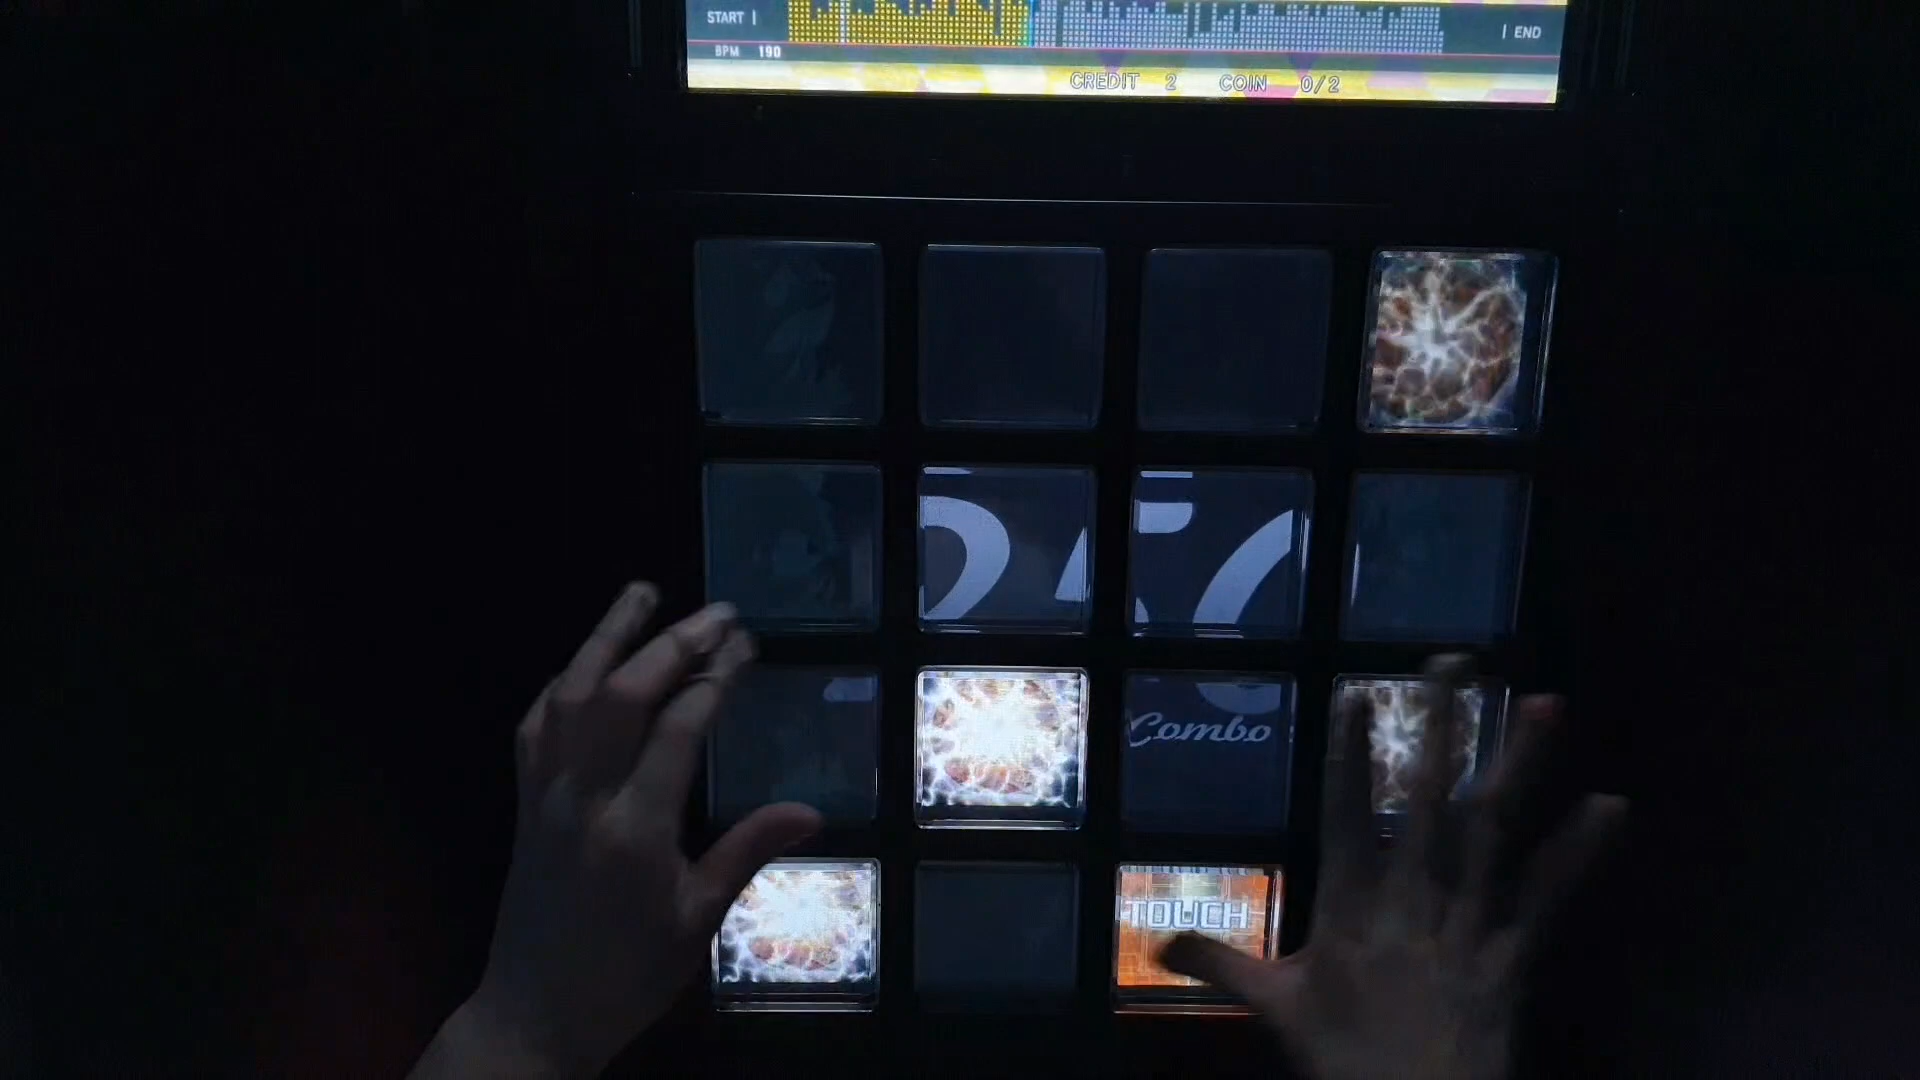 START | | END
BPM 190
CREDIT 2 COIN 0/2
Combo
TOUCH